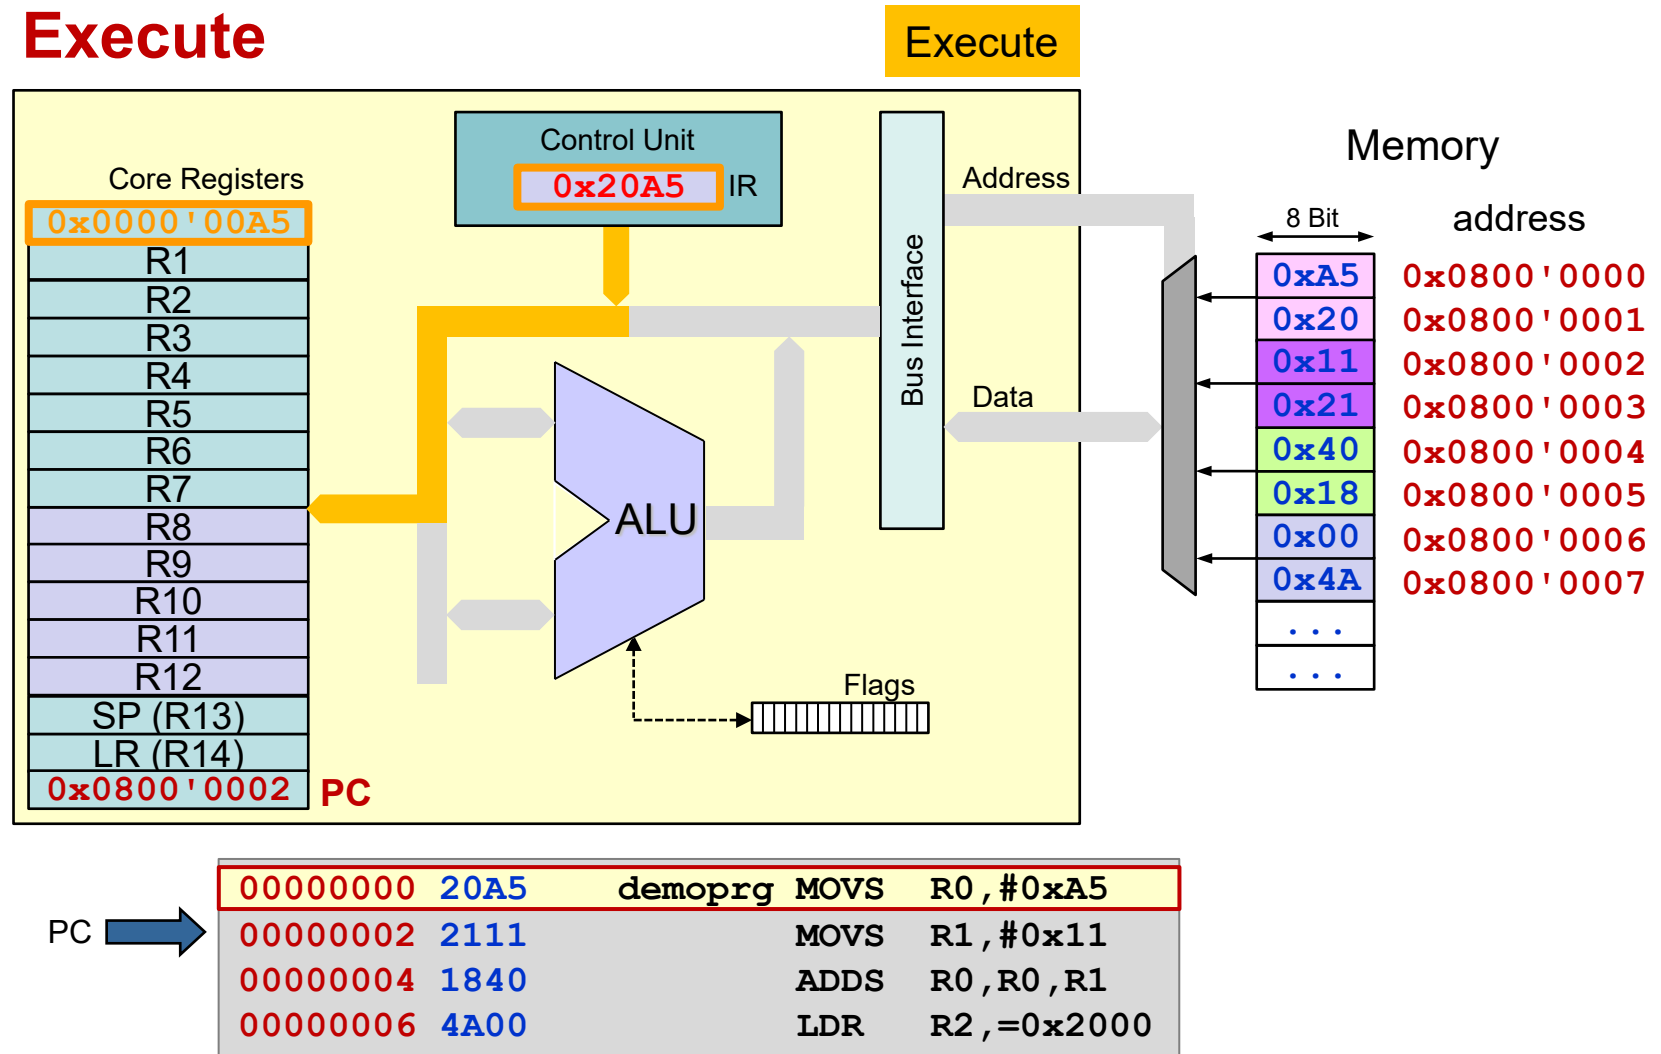 Execute
Execute
Control Unit
0x20A5 IR
Core Registers
0x0000'00A5
R1
R2
R3
R4
R5
R6
R7
R8
R9
R10
R11
R12
SP (R13)
LR (R14)
0x0800'0002 PC
ALU
Flags
Bus Interface
Address
Data
Memory
8 Bit address
0xA5 0x0800'0000
0x20 0x0800'0001
0x11 0x0800'0002
0x21 0x0800'0003
0x40 0x0800'0004
0x18 0x0800'0005
0x00 0x0800'0006
0x4A 0x0800'0007
...
...
00000000 20A5 demoprg MOVS R0,#0xA5
PC 00000002 2111 MOVS R1,#0x11
00000004 1840 ADDS R0,R0,R1
00000006 4A00 LDR R2,=0x2000